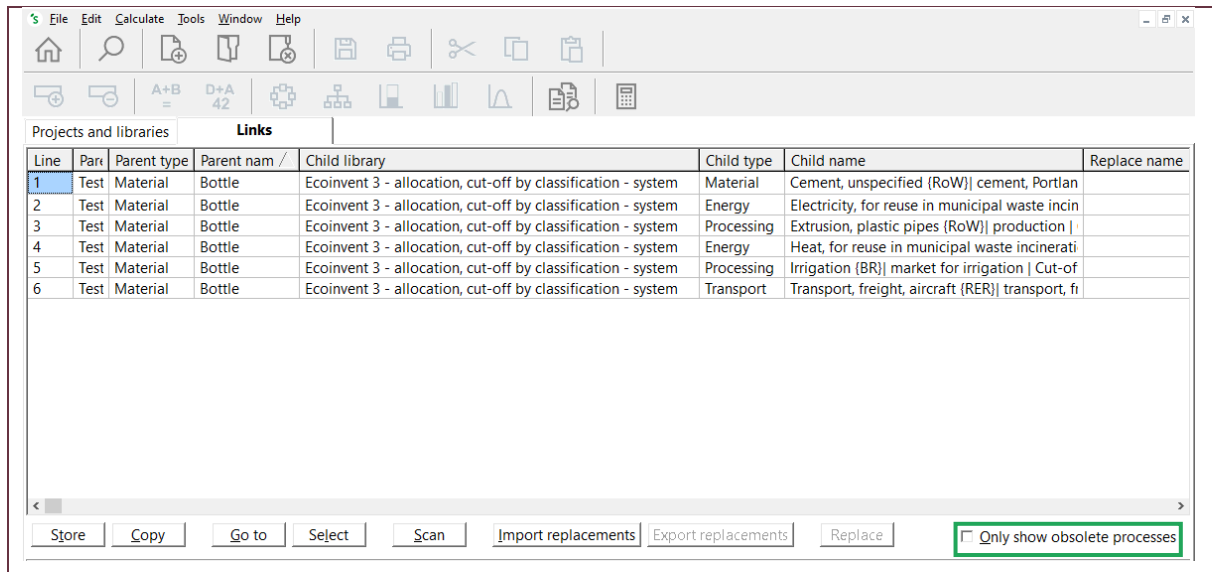 File Edit Calculate Tools Window Help
A+B
=
D+A
42
Projects and libraries Links
Line Pare Parent type Parent nam Child library Child type Child name Replace name
1 Test Material Bottle Ecoinvent 3 - allocation, cut-off by classification - system Material Cement, unspecified {RoW}| cement, Portlan
2 Test Material Bottle Ecoinvent 3 - allocation, cut-off by classification - system Energy Electricity, for reuse in municipal waste incin
3 Test Material Bottle Ecoinvent 3 - allocation, cut-off by classification - system Processing Extrusion, plastic pipes {RoW}| production |
4 Test Material Bottle Ecoinvent 3 - allocation, cut-off by classification - system Energy Heat, for reuse in municipal waste incinerati
5 Test Material Bottle Ecoinvent 3 - allocation, cut-off by classification - system Processing Irrigation {BR}| market for irrigation | Cut-of
6 Test Material Bottle Ecoinvent 3 - allocation, cut-off by classification - system Transport Transport, freight, aircraft {RER}| transport, fr
Store Copy Go to Select Scan Import replacements Export replacements Replace Only show obsolete processes